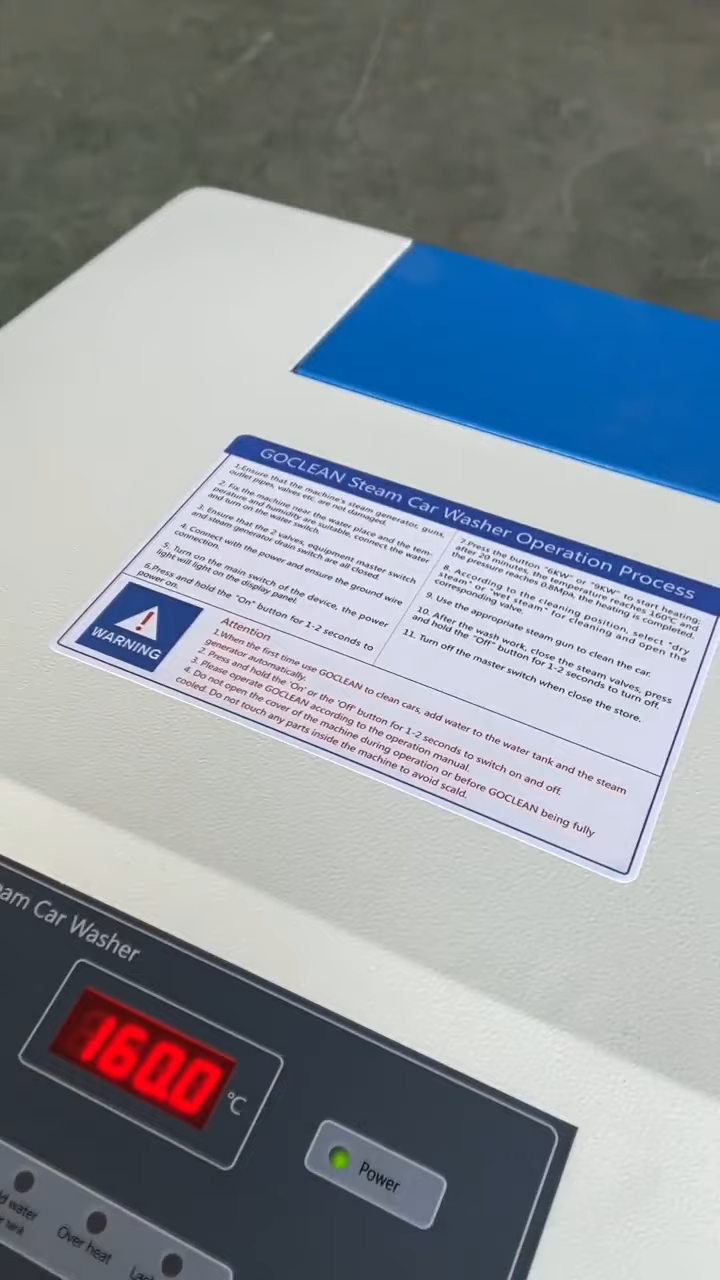 GOCLEAN Steam Car Washer Operation Process
1.Ensure that the machine's steam generator, guns,
outlet pipes, valves etc, are not damaged.
2. Fix the machine near the water place and the tem-
perature and humidity are suitable, connect the water
and turn on the water switch.
3. Ensure that the 2 valves, equipment master switch
and steam generator drain switch are all closed.
4. Connect with the power and ensure the ground wire
connection.
5. Turn on the main switch of the device, the power
light will light on the display panel.
6.Press and hold the "On" button for 1-2 seconds to
power on.
7.Press the button "6KW" or "9KW" to start heating;
after 20 minutes, the temperature reaches 160°C and
the pressure reaches 0.8Mpa, the heating is completed.
8. According to the cleaning position, select "dry
steam" or "wet steam" for cleaning and open the
corresponding valve.
9. Use the appropriate steam gun to clean the car.
10. After the wash work, close the steam valves, press
and hold the "Off" button for 1-2 seconds to turn off.
11. Turn off the master switch when close the store.
WARNING
Attention
1.When the first time use GOCLEAN to clean cars, add water to the water tank and the steam
generator automatically.
2. Press and hold the 'On' or the 'Off' button for 1-2 seconds to switch on and off.
3. Please operate GOCLEAN according to the operation manual.
4. Do not open the cover of the machine during operation or before GOCLEAN being fully
cooled. Do not touch any parts inside the machine to avoid scald.
Car Washer
160.0 °C
Power
water
tank
Over heat